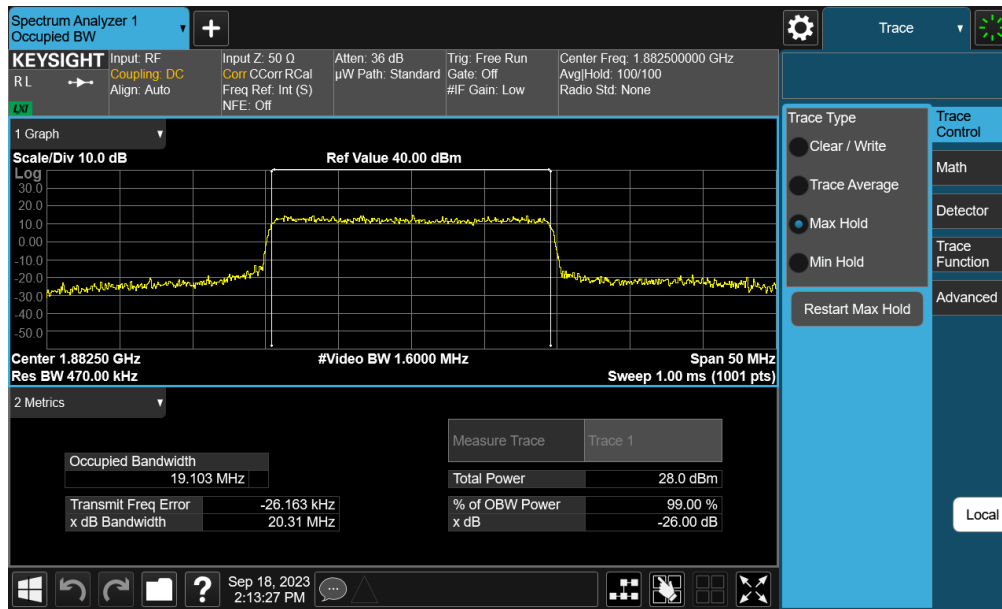 Spectrum Analyzer 1
Occupied BW
▼
+
Trace
▼
KEYSIGHT
R L
LXI
Input: RF
Coupling: DC
Align: Auto
Input Z: 50 Ω
Corr CCorr RCal
Freq Ref: Int (S)
NFE: Off
Atten: 36 dB
µW Path: Standard
Trig: Free Run
Gate: Off
#IF Gain: Low
Center Freq: 1.882500000 GHz
Avg|Hold: 100/100
Radio Std: None
1 Graph ▼
Scale/Div 10.0 dB
Ref Value 40.00 dBm
Log
30.0
20.0
10.0
0.00
-10.0
-20.0
-30.0
-40.0
-50.0
Center 1.88250 GHz
#Video BW 1.6000 MHz
Span 50 MHz
Res BW 470.00 kHz
Sweep 1.00 ms (1001 pts)
2 Metrics ▼
Measure Trace Trace 1
Occupied Bandwidth
19.103 MHz
Total Power 28.0 dBm
Transmit Freq Error -26.163 kHz
% of OBW Power 99.00 %
x dB Bandwidth 20.31 MHz
x dB -26.00 dB
Trace Type
Clear / Write
Trace Average
Max Hold
Min Hold
Restart Max Hold
Trace
Control
Math
Detector
Trace
Function
Advanced
Local
?
Sep 18, 2023
2:13:27 PM